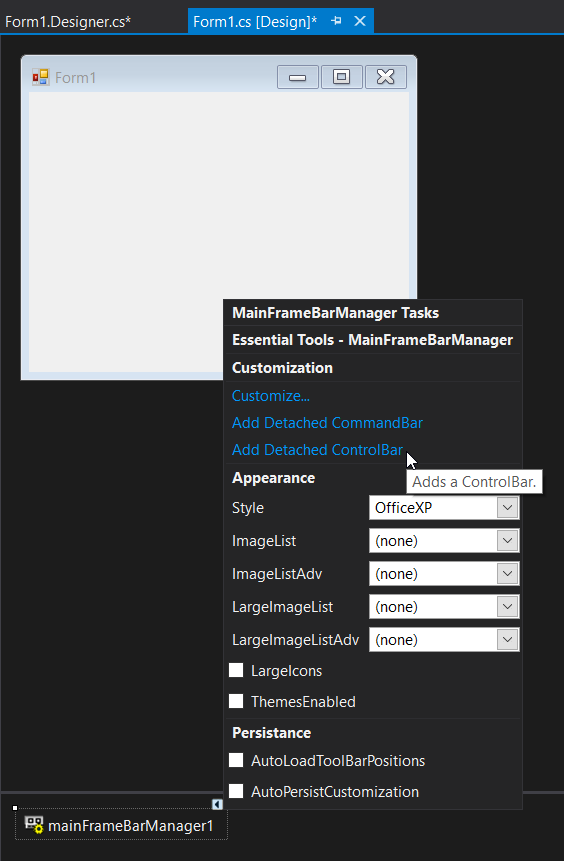 Form1.Designer.cs*
Form1.cs [Design]*
Form1
MainFrameBarManager Tasks
Essential Tools - MainFrameBarManager
Customization
Customize...
Add Detached CommandBar
Add Detached ControlBar
Adds a ControlBar.
Appearance
Style OfficeXP
ImageList (none)
ImageListAdv (none)
LargeImageList (none)
LargeImageListAdv (none)
LargeIcons
ThemesEnabled
Persistance
AutoLoadToolBarPositions
AutoPersistCustomization
mainFrameBarManager1